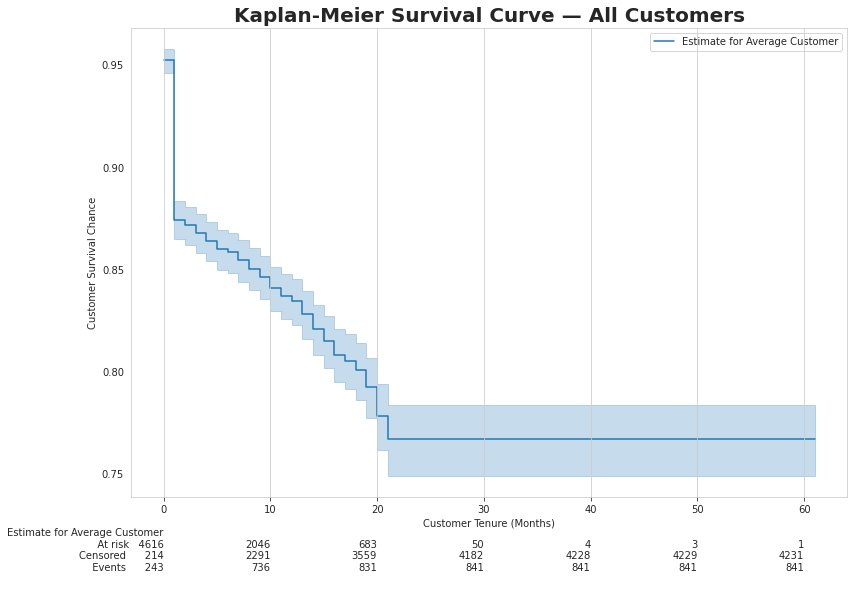 Kaplan-Meier Survival Curve — All Customers
Estimate for Average Customer
0.95
0.90
0.85
0.80
0.75
Customer Survival Chance
0 10 20 30 40 50 60
Customer Tenure (Months)
Estimate for Average Customer
At risk 4616 2046 683 50 4 3 1
Censored 214 2291 3559 4182 4228 4229 4231
Events 243 736 831 841 841 841 841